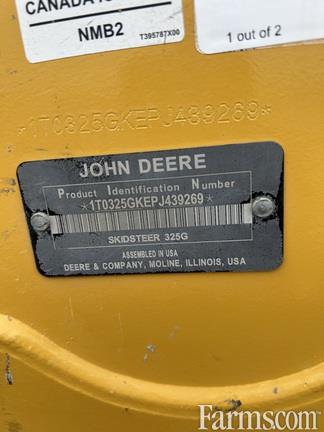 NMB2
T395787X00
1 out of 2
*1T0325GKEPJ439269*
JOHN DEERE
Product Identification Number
*1T0325GKEPJ439269*
SKIDSTEER 325G
ASSEMBLED IN USA
DEERE & COMPANY, MOLINE, ILLINOIS, USA
Farms.com®